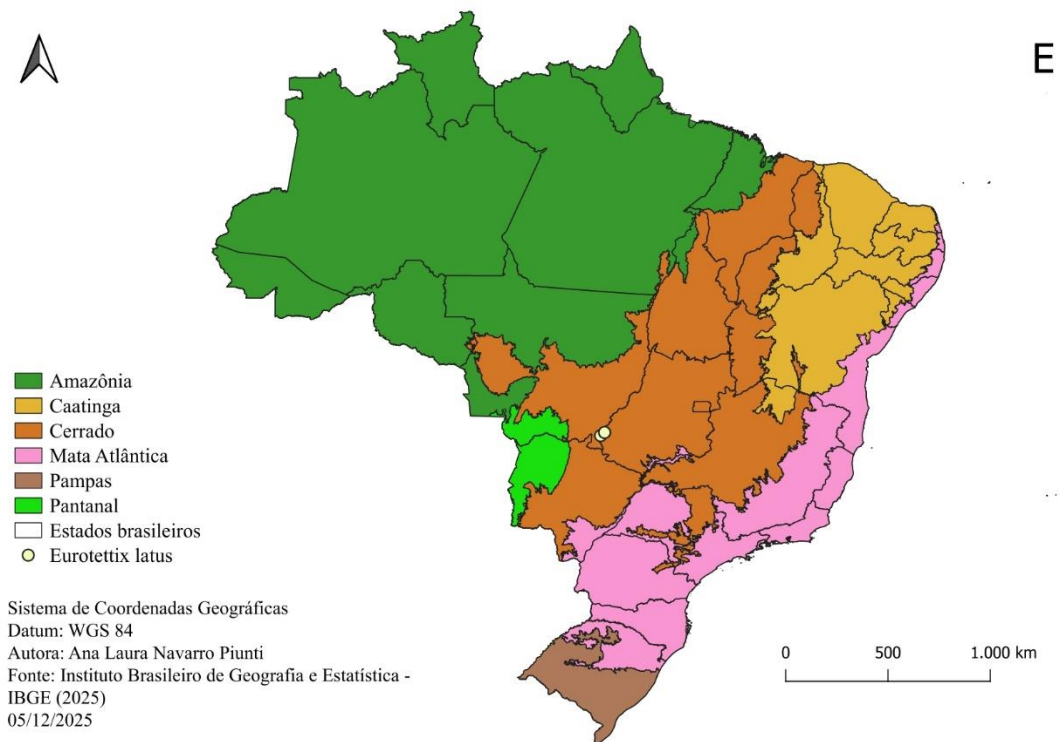 E
Amazônia
Caatinga
Cerrado
Mata Atlântica
Pampas
Pantanal
Estados brasileiros
Eurotettix latus
Sistema de Coordenadas Geográficas
Datum: WGS 84
Autora: Ana Laura Navarro Piunti
Fonte: Instituto Brasileiro de Geografia e Estatística -
IBGE (2025)
05/12/2025
0 500 1.000 km